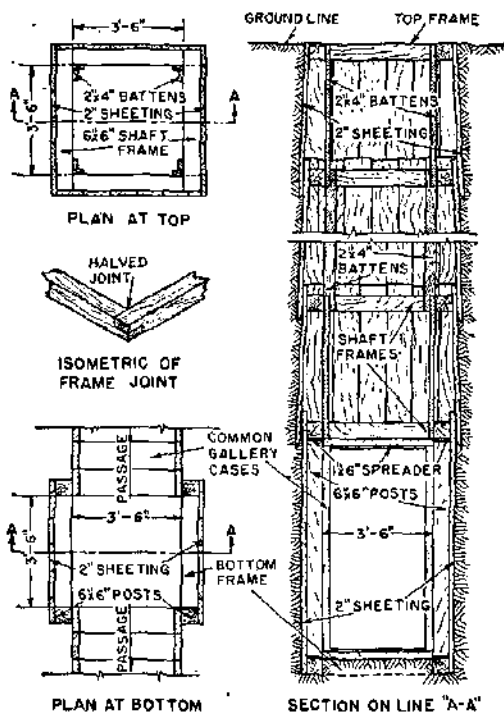 3'-6"
A
A
3'-6"
2"x4" BATTENS
2" SHEETING
6"x6" SHAFT
FRAME
PLAN AT TOP
HALVED
JOINT
ISOMETRIC OF
FRAME JOINT
PASSAGE
COMMON
GALLERY
CASES
A
A
3'-6"
3'-6"
2" SHEETING
BOTTOM
FRAME
6"x6" POSTS
PASSAGE
PLAN AT BOTTOM
GROUND LINE
TOP FRAME
2"x4" BATTENS
2" SHEETING
2"x4"
BATTENS
SHAFT
FRAMES
1"x6" SPREADER
6"x6" POSTS
3'-6"
2" SHEETING
SECTION ON LINE "A-A"